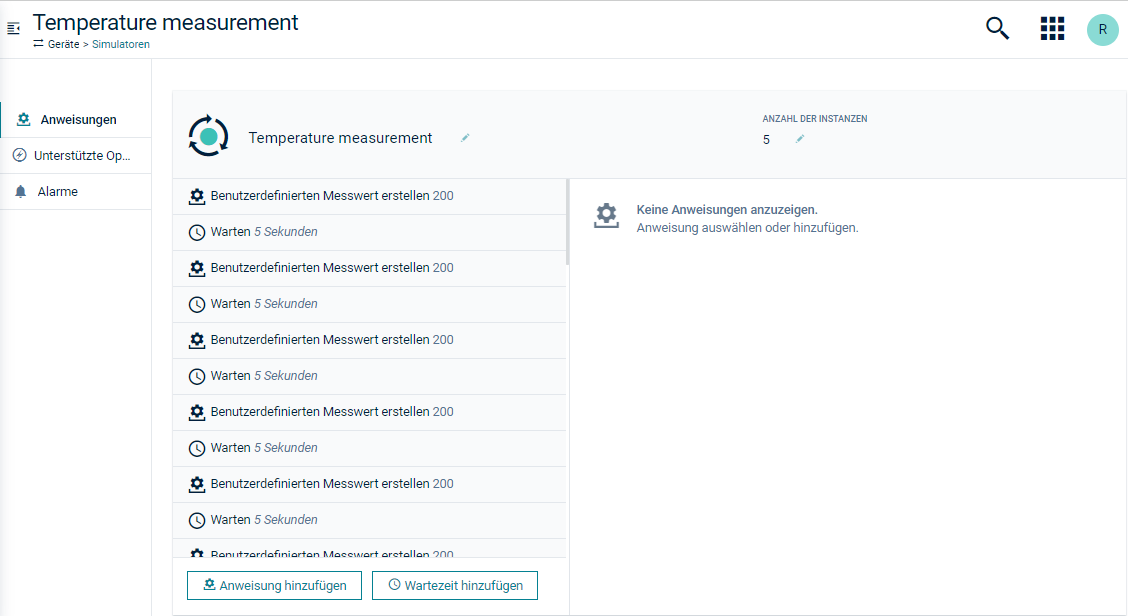 Temperature measurement
Geräte > Simulatoren
R
Anweisungen
Unterstützte Op...
Alarme
Temperature measurement
ANZAHL DER INSTANZEN
5
Benutzerdefinierten Messwert erstellen 200
Warten 5 Sekunden
Benutzerdefinierten Messwert erstellen 200
Warten 5 Sekunden
Benutzerdefinierten Messwert erstellen 200
Warten 5 Sekunden
Benutzerdefinierten Messwert erstellen 200
Warten 5 Sekunden
Benutzerdefinierten Messwert erstellen 200
Warten 5 Sekunden
Benutzerdefinierten Messwert erstellen 200
Keine Anweisungen anzuzeigen.
Anweisung auswählen oder hinzufügen.
Anweisung hinzufügen
Wartezeit hinzufügen